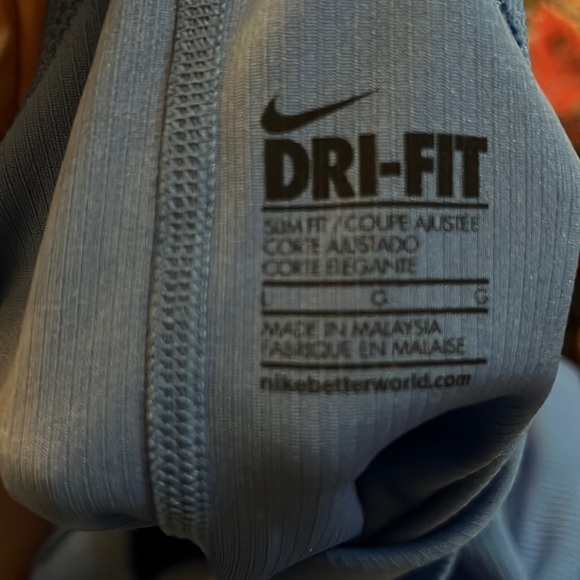 DRI-FIT
SLIM FIT / COUPE AJUSTÉE
CORTE AJUSTADO
CORTE ELEGANTE
L G G
MADE IN MALAYSIA
FABRIQUÉ EN MALAISIE
nikebetterworld.com